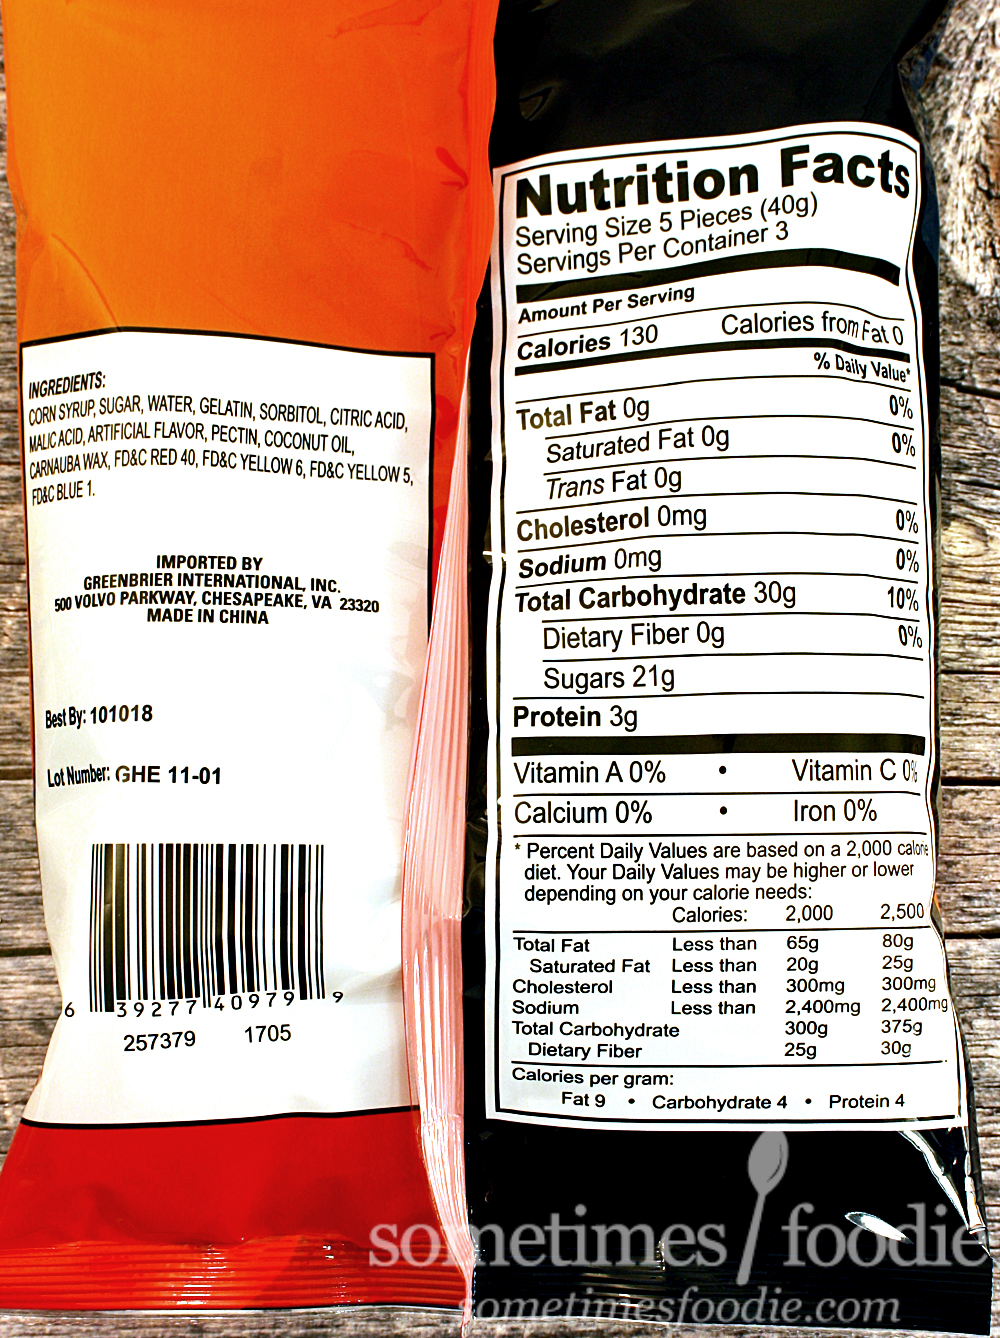 INGREDIENTS:
CORN SYRUP, SUGAR, WATER, GELATIN, SORBITOL, CITRIC ACID,
MALIC ACID, ARTIFICIAL FLAVOR, PECTIN, COCONUT OIL,
CARNAUBA WAX, FD&C RED 40, FD&C YELLOW 6, FD&C YELLOW 5,
FD&C BLUE 1.
IMPORTED BY
GREENBRIER INTERNATIONAL, INC.
500 VOLVO PARKWAY, CHESAPEAKE, VA 23320
MADE IN CHINA
Best By: 101018
Lot Number: GHE 11-01
6 39277 40979 9
257379 1705
Nutrition Facts
Serving Size 5 Pieces (40g)
Servings Per Container 3
Amount Per Serving
Calories 130 Calories from Fat 0
% Daily Value*
Total Fat 0g 0%
Saturated Fat 0g 0%
Trans Fat 0g
Cholesterol 0mg 0%
Sodium 0mg 0%
Total Carbohydrate 30g 10%
Dietary Fiber 0g 0%
Sugars 21g
Protein 3g
Vitamin A 0% • Vitamin C 0%
Calcium 0% • Iron 0%
* Percent Daily Values are based on a 2,000 calorie
diet. Your Daily Values may be higher or lower
depending on your calorie needs:
Calories: 2,000 2,500
Total Fat Less than 65g 80g
Saturated Fat Less than 20g 25g
Cholesterol Less than 300mg 300mg
Sodium Less than 2,400mg 2,400mg
Total Carbohydrate 300g 375g
Dietary Fiber 25g 30g
Calories per gram:
Fat 9 • Carbohydrate 4 • Protein 4
sometimes foodie
sometimesfoodie.com